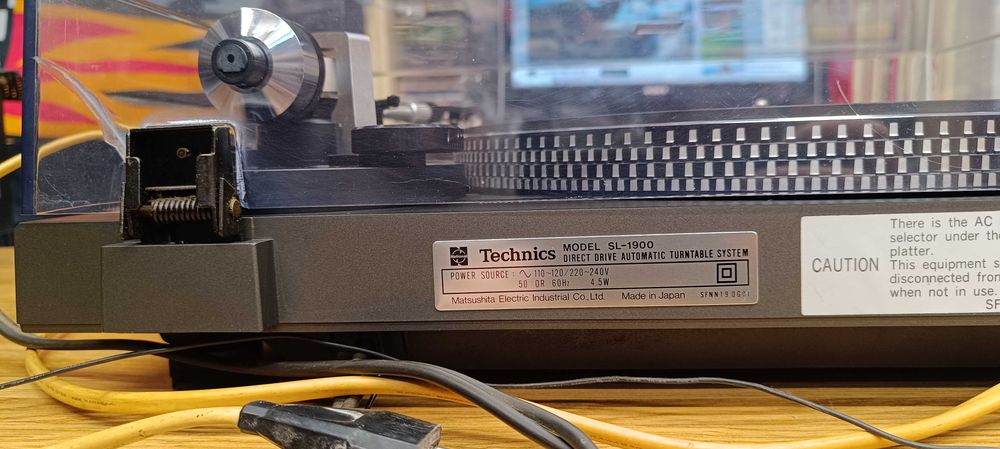 Technics MODEL SL-1900
DIRECT DRIVE AUTOMATIC TURNTABLE SYSTEM
POWER SOURCE : ∿ 110~120/220~240V
50 OR 60Hz 4.5W
Matsushita Electric Industrial Co., Ltd. Made in Japan
CAUTION
There is the AC
selector under the
platter.
This equipment s
disconnected from
when not in use.
SF